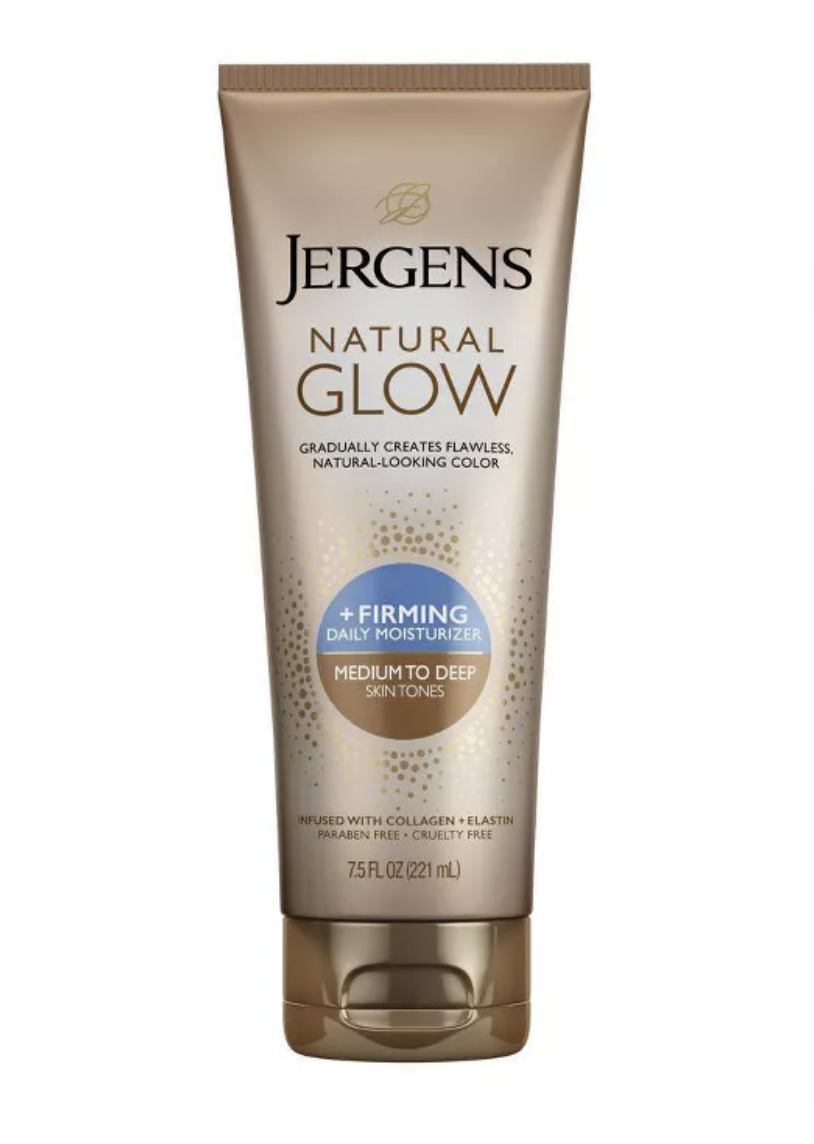 JERGENS
NATURAL
GLOW
GRADUALLY CREATES FLAWLESS,
NATURAL-LOOKING COLOR
+FIRMING
DAILY MOISTURIZER
MEDIUM TO DEEP
SKIN TONES
INFUSED WITH COLLAGEN + ELASTIN
PARABEN FREE • CRUELTY FREE
7.5 FL OZ (221 mL)